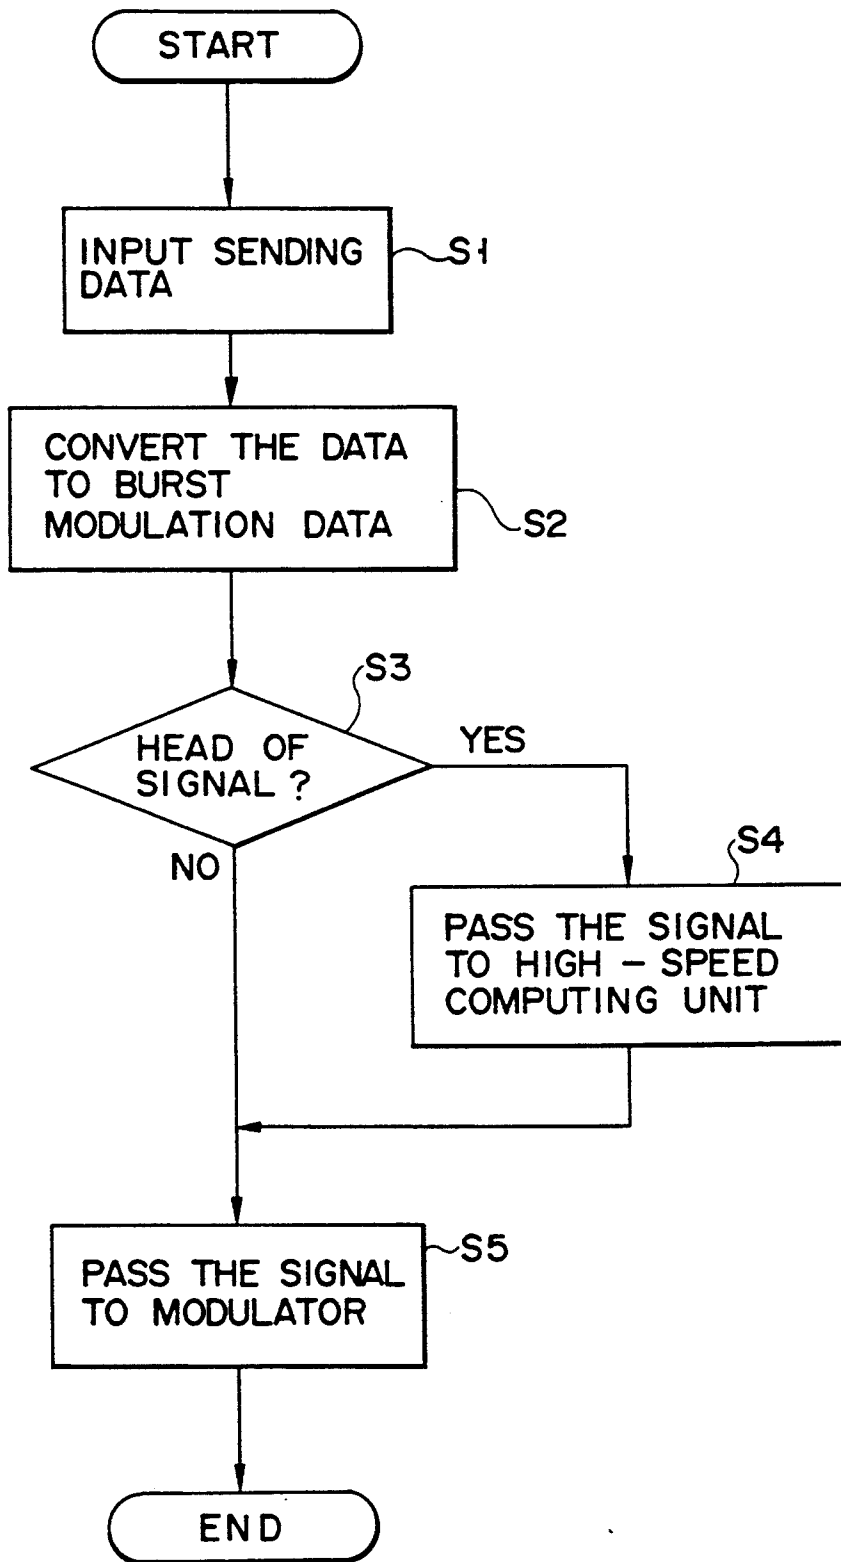 START
INPUT SENDING
DATA
S1
CONVERT THE DATA
TO BURST
MODULATION DATA
S2
S3
HEAD OF
SIGNAL ?
YES
NO
S4
PASS THE SIGNAL
TO HIGH – SPEED
COMPUTING UNIT
S5
PASS THE SIGNAL
TO MODULATOR
END